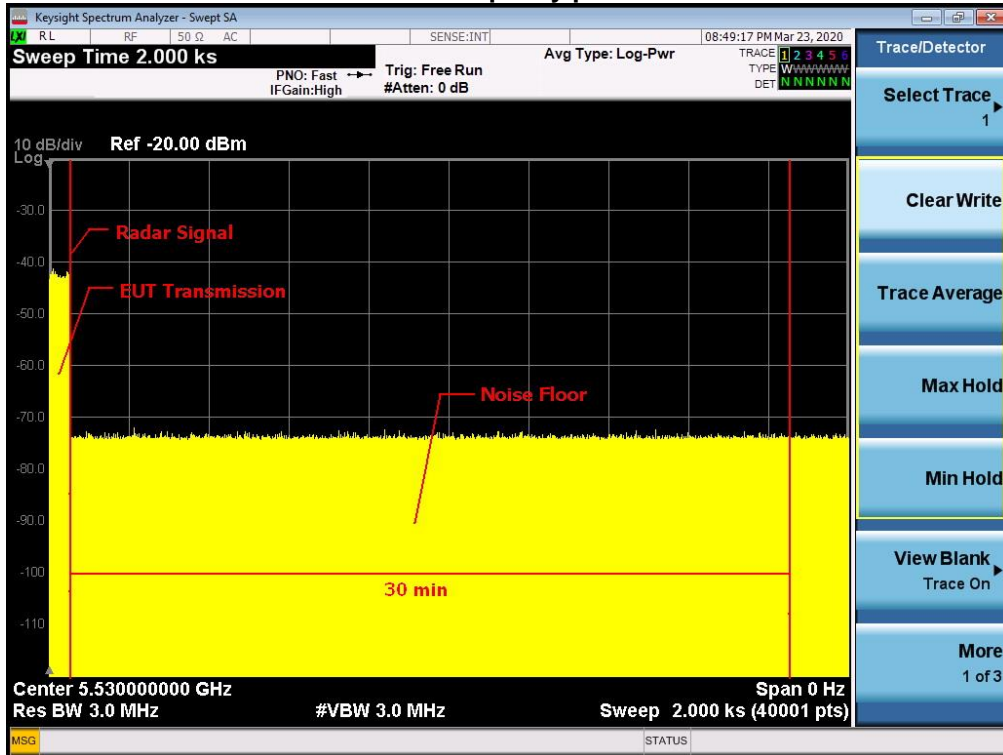 Keysight Spectrum Analyzer - Swept SA
LXI RL RF 50 Ω AC SENSE:INT 08:49:17 PM Mar 23, 2020
Sweep Time 2.000 ks
PNO: Fast
IFGain:High
Trig: Free Run
#Atten: 0 dB
Avg Type: Log-Pwr
TRACE 1 2 3 4 5 6
TYPE WWWWWW
DET N N N N N N
10 dB/div Ref -20.00 dBm
Log
-30.0
-40.0
-50.0
-60.0
-70.0
-80.0
-90.0
-100
-110
Radar Signal
EUT Transmission
Noise Floor
30 min
Center 5.530000000 GHz Span 0 Hz
Res BW 3.0 MHz #VBW 3.0 MHz Sweep 2.000 ks (40001 pts)
MSG STATUS
Trace/Detector
Select Trace
1
Clear Write
Trace Average
Max Hold
Min Hold
View Blank
Trace On
More
1 of 3